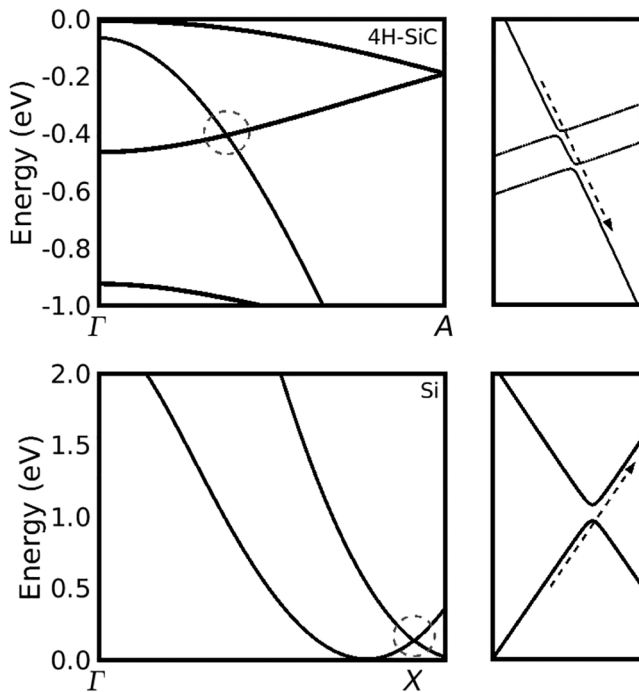 4H-SiC
Energy (eV)
0.0
-0.2
-0.4
-0.6
-0.8
-1.0
Γ
A
Si
Energy (eV)
2.0
1.5
1.0
0.5
0.0
Γ
X